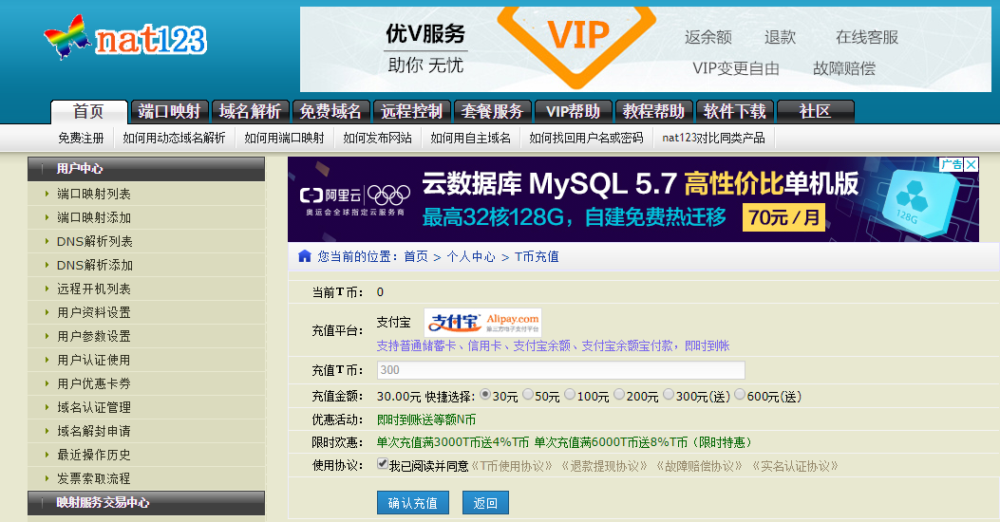 nat123
优V服务
助你 无忧
VIP
返余额 退款 在线客服
VIP变更自由 故障赔偿
首页 端口映射 域名解析 免费域名 远程控制 套餐服务 VIP帮助 教程帮助 软件下载 社区
免费注册 如何用动态域名解析 如何用端口映射 如何发布网站 如何用自主域名 如何找回用户名或密码 nat123对比同类产品
用户中心
端口映射列表
端口映射添加
DNS解析列表
DNS解析添加
远程开机列表
用户资料设置
用户参数设置
用户认证使用
用户优惠卡券
域名认证管理
域名解封申请
最近操作历史
发票索取流程
映射服务交易中心
广告
阿里云
奥运会全球指定云服务商
云数据库 MySQL 5.7 高性价比单机版
最高32核128G，自建免费热迁移 70元/月
128G
您当前的位置：首页 > 个人中心 > T币充值
当前T币： 0
充值平台： 支付宝 支付宝 Alipay.com
第三方电子支付平台
支持普通储蓄卡、信用卡、支付宝余额、支付宝余额宝付款，即时到帐
充值T币： 300
充值金额： 30.00元 快捷选择: 30元 50元 100元 200元 300元(送) 600元(送)
优惠活动： 即时到账送等额N币
限时欢惠： 单次充值满3000T币送4%T币 单次充值满6000T币送8%T币（限时特惠）
使用协议： 我已阅读并同意《T币使用协议》《退款提现协议》《故障赔偿协议》《实名认证协议》
确认充值 返回